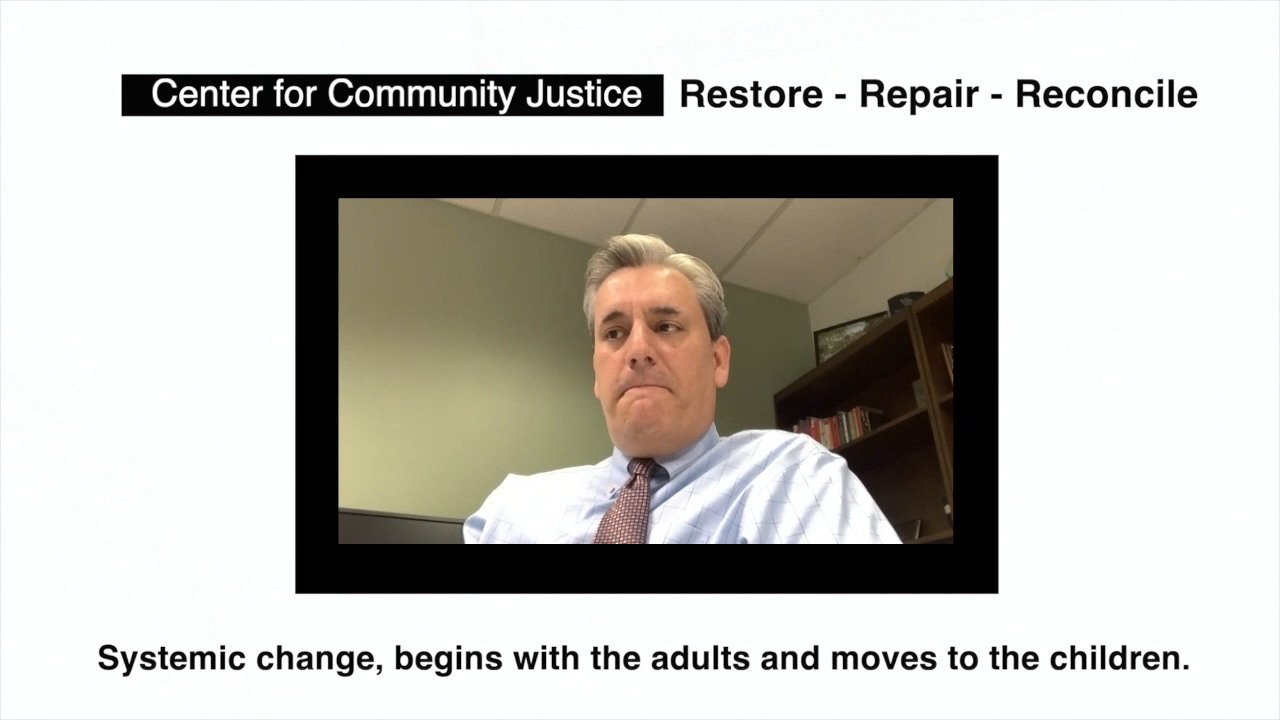 Center for Community Justice Restore - Repair - Reconcile
Systemic change, begins with the adults and moves to the children.